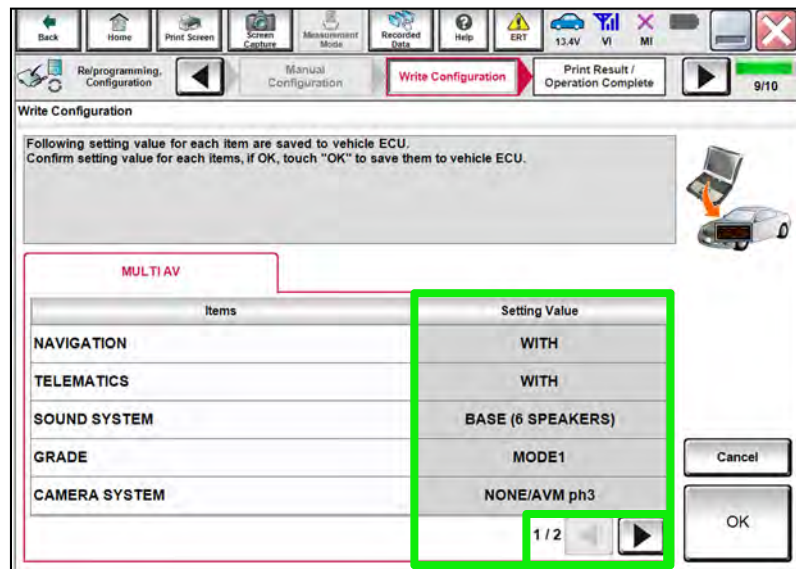 Back
Home
Print Screen
Screen
Capture
Measurement
Mode
Recorded
Data
Help
ERT
13.4V
VI
MI
Re/programming,
Configuration
Manual
Configuration
Write Configuration
Print Result /
Operation Complete
9/10
Write Configuration
Following setting value for each item are saved to vehicle ECU.
Confirm setting value for each items, if OK, touch "OK" to save them to vehicle ECU.
MULTI AV
Items
Setting Value
NAVIGATION
WITH
TELEMATICS
WITH
SOUND SYSTEM
BASE (6 SPEAKERS)
GRADE
MODE1
CAMERA SYSTEM
NONE/AVM ph3
1 / 2
Cancel
OK